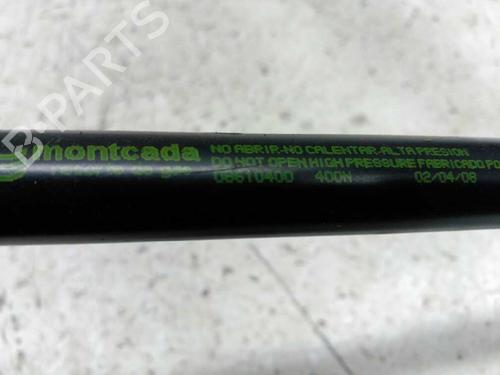 montcada
NO ABRIR-NO CALENTAR-ALTA PRESION
DO NOT OPEN HIGH PRESSURE FABRICADO PO
400N 02/04/08
B-PARTS